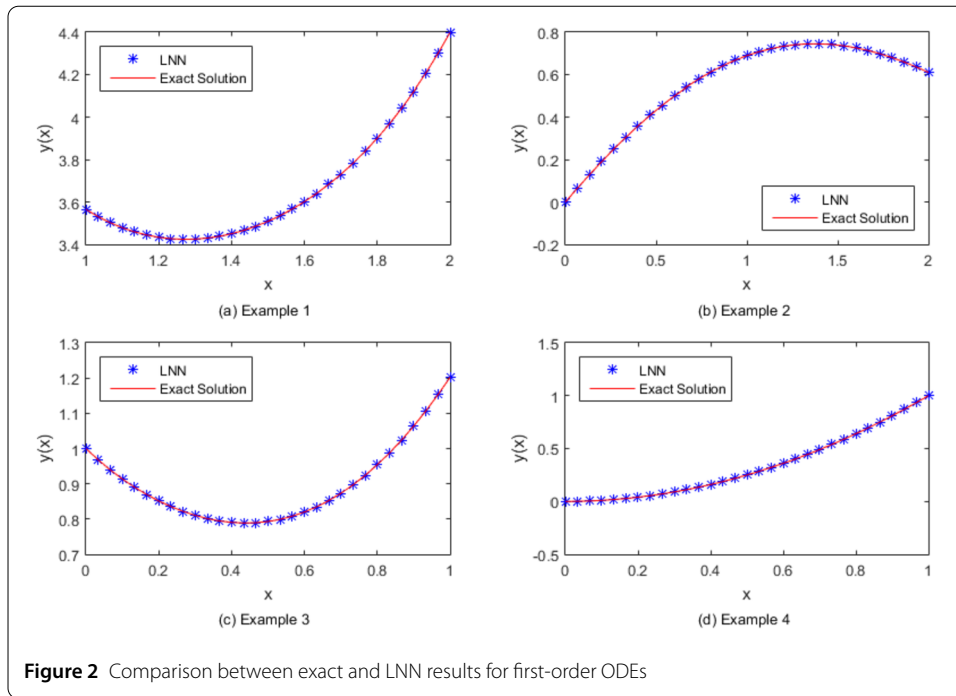 4.4
4.2
4
3.8
3.6
3.4
y(x)
LNN
Exact Solution
1
1.2
1.4
1.6
1.8
2
x
(a) Example 1
0.8
0.6
0.4
0.2
0
-0.2
y(x)
LNN
Exact Solution
0
0.5
1
1.5
2
x
(b) Example 2
1.3
1.2
1.1
1
0.9
0.8
0.7
y(x)
LNN
Exact Solution
0
0.2
0.4
0.6
0.8
1
x
(c) Example 3
1.5
1
0.5
0
-0.5
y(x)
LNN
Exact Solution
0
0.2
0.4
0.6
0.8
1
x
(d) Example 4
Figure 2 Comparison between exact and LNN results for first-order ODEs